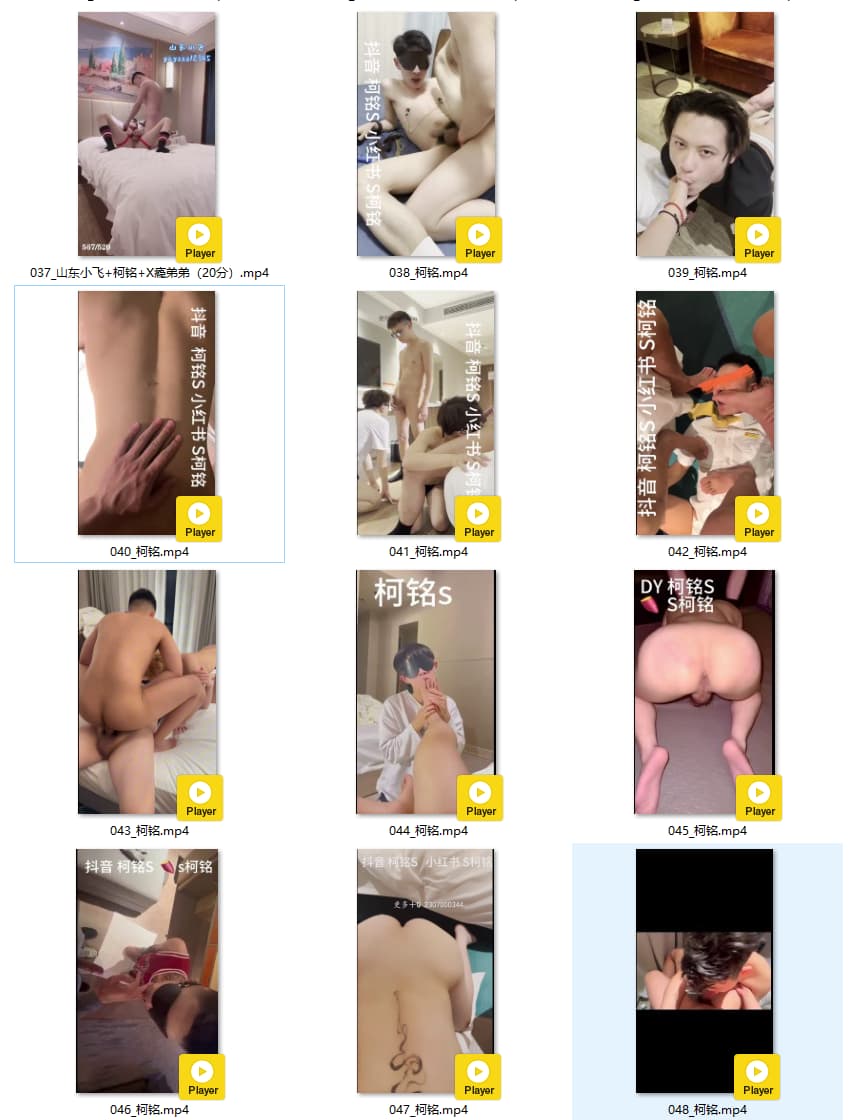 567/520
Player
Player
Player
037_山东小飞+柯铭+X瘾弟弟（20分）.mp4
038_柯铭.mp4
039_柯铭.mp4
抖音 柯铭S 小红书 S柯铭
抖音 柯铭S 小红书 S柯铭
抖音 柯铭S 小红书 S柯铭
抖音 柯铭S 小红书 S柯铭
Player
Player
Player
040_柯铭.mp4
041_柯铭.mp4
042_柯铭.mp4
柯铭s
DY 柯铭S
S柯铭
Player
Player
Player
043_柯铭.mp4
044_柯铭.mp4
045_柯铭.mp4
抖音 柯铭S s柯铭
抖音 柯铭S 小红书 S柯铭
Player
Player
Player
046_柯铭.mp4
047_柯铭.mp4
048_柯铭.mp4